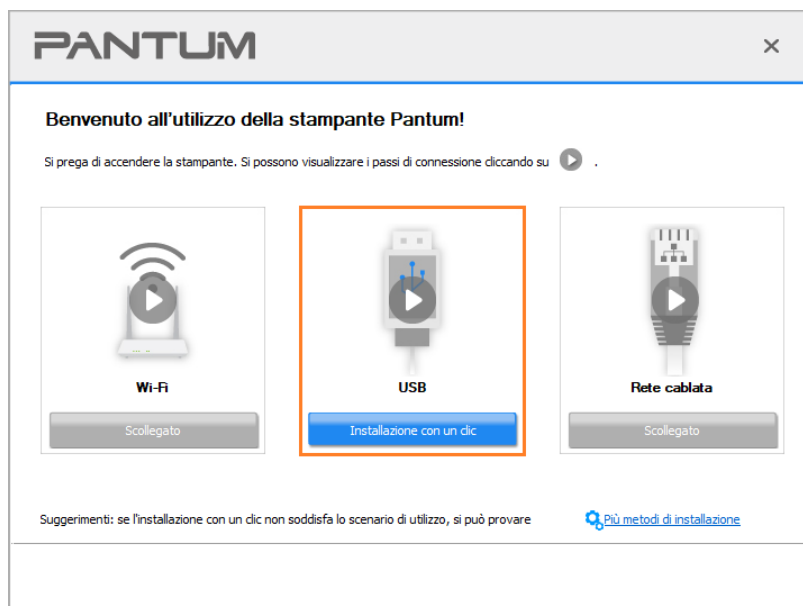 PANTUM
Benvenuto all'utilizzo della stampante Pantum!
Si prega di accendere la stampante. Si possono visualizzare i passi di connessione cliccando su .
Wi-Fi
USB
Rete cablata
Scollegato
Installazione con un clic
Scollegato
Suggerimenti: se l'installazione con un clic non soddisfa lo scenario di utilizzo, si può provare Più metodi di installazione